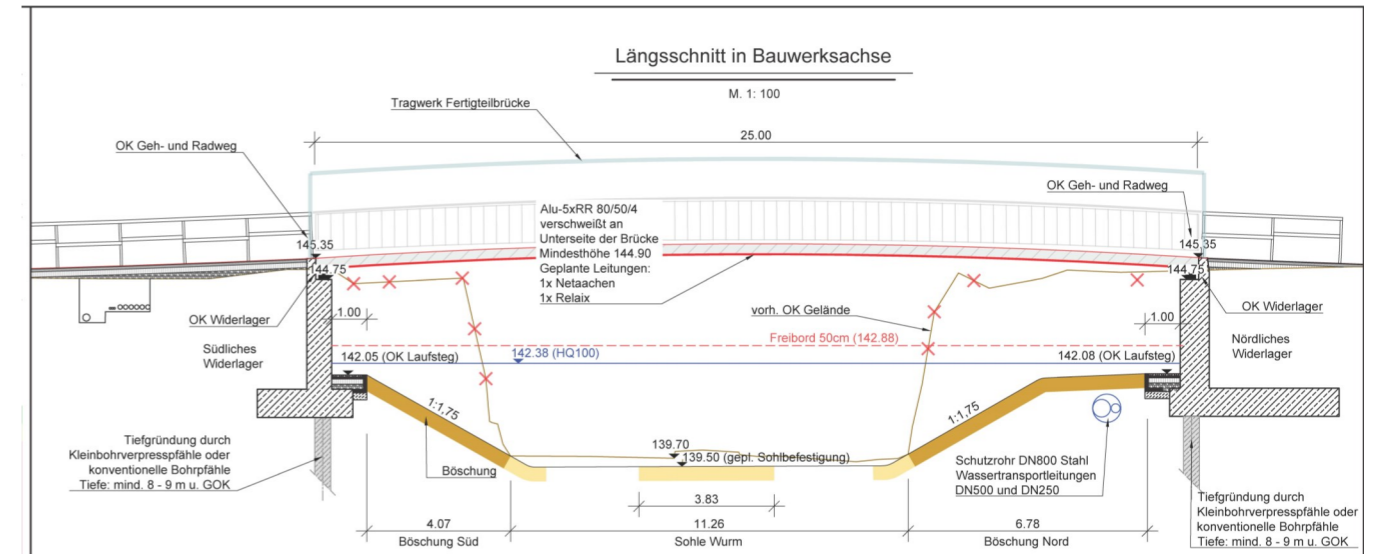 Längsschnitt in Bauwerksachse
M. 1: 100
Tragwerk Fertigteilbrücke
25.00
OK Geh- und Radweg
OK Geh- und Radweg
Alu-5xRR 80/50/4
verschweißt an
Unterseite der Brücke
Mindesthöhe 144.90
Geplante Leitungen:
1x Netaachen
1x Relaix
145.35
145.35
144.75
144.75
OK Widerlager
1.00
vorh. OK Gelände
1.00
OK Widerlager
Südliches
Widerlager
Freibord 50cm (142.88)
Nördliches
Widerlager
142.05 (OK Laufsteg)
142.38 (HQ100)
142.08 (OK Laufsteg)
1:1,75
1:1,75
Tiefgründung durch
Kleinbohrverpresspfähle oder
konventionelle Bohrpfähle
Tiefe: mind. 8 - 9 m u. GOK
Böschung
139.70
139.50 (gepl. Sohlbefestigung)
Schutzrohr DN800 Stahl
Wassertransportleitungen
DN500 und DN250
Tiefgründung durch
Kleinbohrverpresspfähle oder
konventionelle Bohrpfähle
Tiefe: mind. 8 - 9 m u. GOK
3.83
4.07
11.26
6.78
Böschung Süd
Sohle Wurm
Böschung Nord